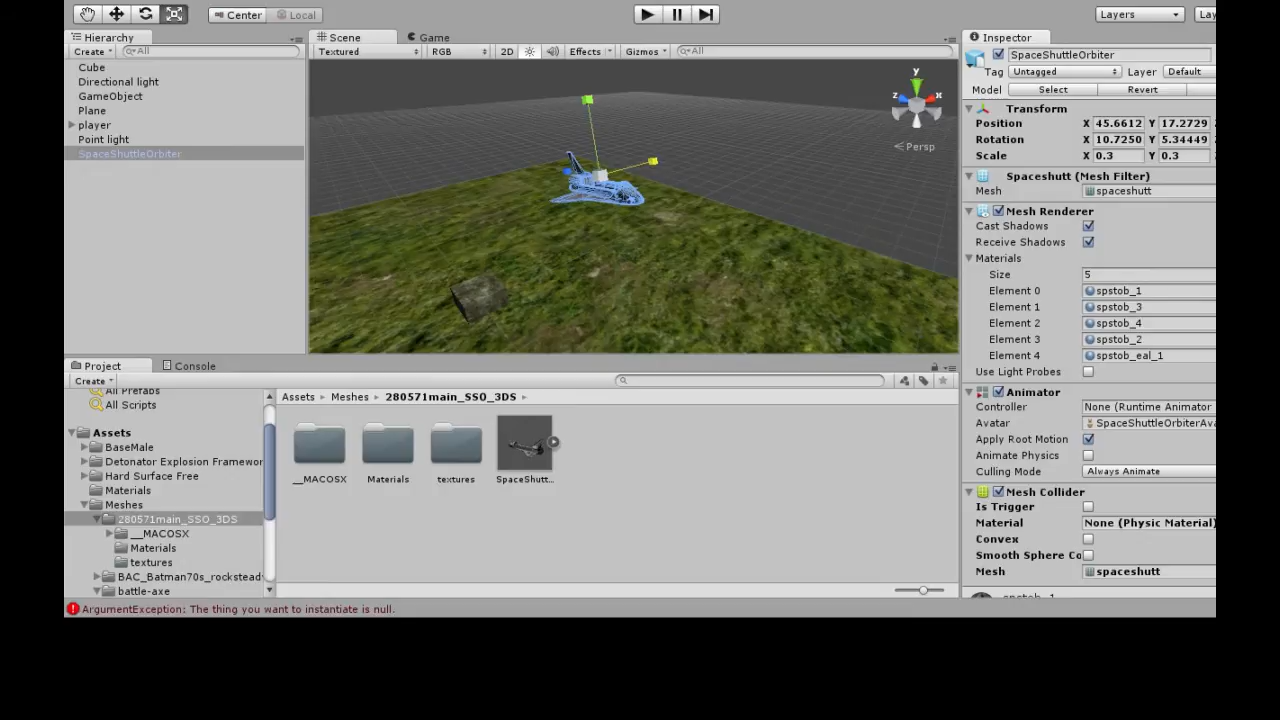 Center Local
Layers Lay
Hierarchy
Create All
Cube
Directional light
GameObject
Plane
player
Point light
SpaceShuttleOrbiter
Scene Game
Textured RGB 2D Effects Gizmos All
y
z x
Persp
Project Console
Create
All Prefabs
All Scripts
Assets
BaseMale
Detonator Explosion Framewor
Hard Surface Free
Materials
Meshes
280571main_SSO_3DS
__MACOSX
Materials
textures
BAC_Batman70s_rockstead
battle-axe
Assets Meshes 280571main_SSO_3DS
__MACOSX Materials textures SpaceShutt...
Inspector
SpaceShuttleOrbiter
Tag Untagged Layer Default
Model Select Revert
Transform
Position X 45.6612 Y 17.2729
Rotation X 10.7250 Y 5.34449
Scale X 0.3 Y 0.3
Spaceshutt (Mesh Filter)
Mesh spaceshutt
Mesh Renderer
Cast Shadows
Receive Shadows
Materials
Size 5
Element 0 spstob_1
Element 1 spstob_3
Element 2 spstob_4
Element 3 spstob_2
Element 4 spstob_eal_1
Use Light Probes
Animator
Controller None (Runtime Animator
Avatar SpaceShuttleOrbiterAva
Apply Root Motion
Animate Physics
Culling Mode Always Animate
Mesh Collider
Is Trigger
Material None (Physic Material)
Convex
Smooth Sphere Co
Mesh spaceshutt
spstob_1
ArgumentException: The thing you want to instantiate is null.